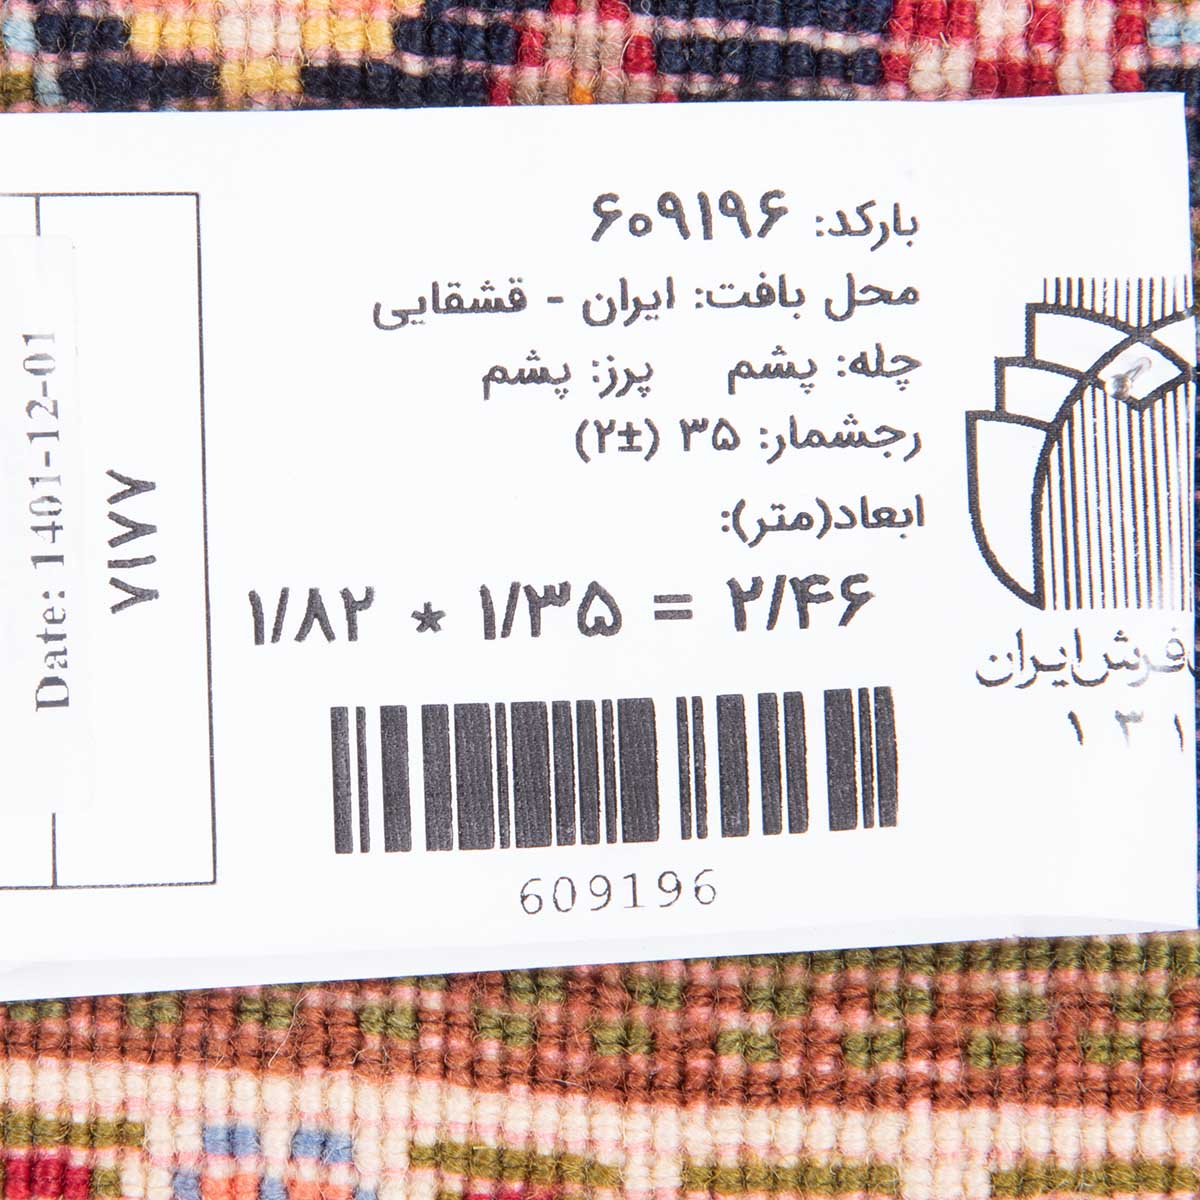 بارکد: ۶۰۹۱۹۶
محل بافت: ایران - قشقایی
چله: پشم پرز: پشم
رجشمار: ۳۵ (±۲)
ابعاد(متر):
۱/۸۲ * ۱/۳۵ = ۲/۴۶
609196
فرش ایران
۱۳۱
۷۱۷۷
Date: 1401-12-01